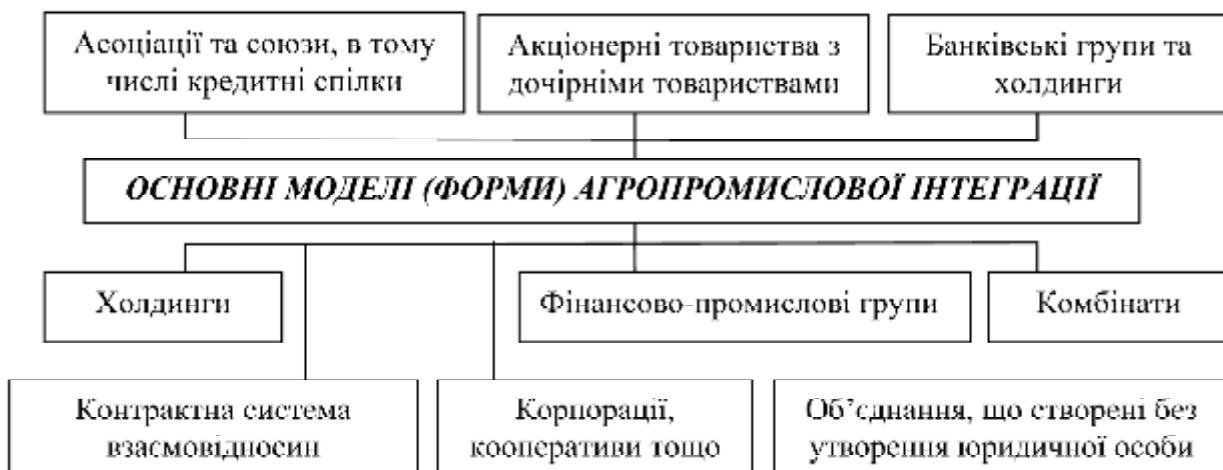 Асоціації та союзи, в тому
числі кредитні спілки
Акціонерні товариства з
дочірніми товариствами
Банківські групи та
холдинги
ОСНОВНІ МОДЕЛІ (ФОРМИ) АГРОПРОМИСЛОВОЇ ІНТЕГРАЦІЇ
Холдинги
Фінансово-промислові групи
Комбінати
Контрактна система
взаємовідносин
Корпорації,
кооперативи тощо
Об’єднання, що створені без
утворення юридичної особи